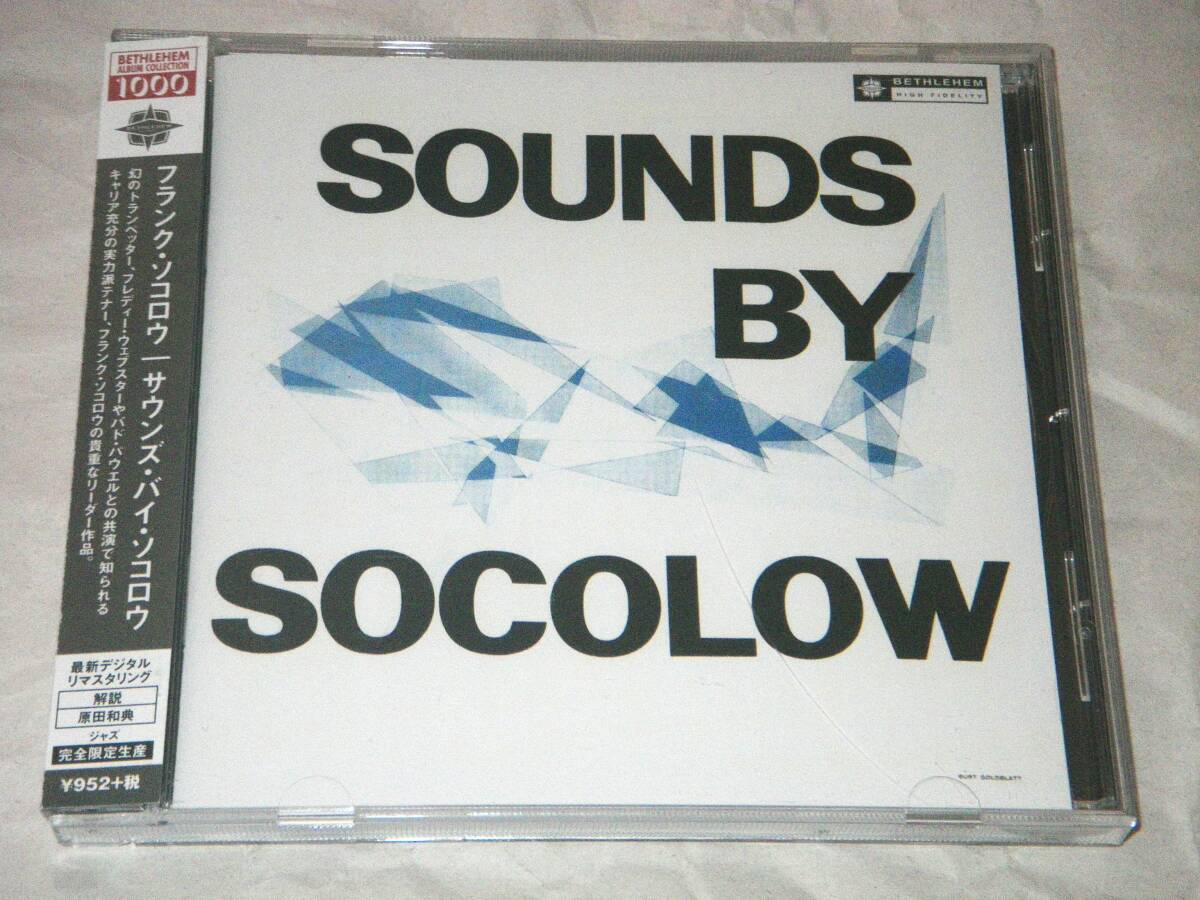 BETHLEHEM
ALBUM COLLECTION
1000
BETHLEHEM
フランク・ソコロウ｜サウンズ・バイ・ソコロウ
幻のトランペッター、フレディー・ウェブスターやバド・パウエルとの共演で知られる
キャリア充分の実力派テナー、フランク・ソコロウの貴重なリーダー作品。
最新デジタル
リマスタリング
解説
原田和典
ジャズ
完全限定生産
¥952+税
BETHLEHEM
HIGH FIDELITY
SOUNDS
BY
SOCOLOW
BURT GOLDBLATT